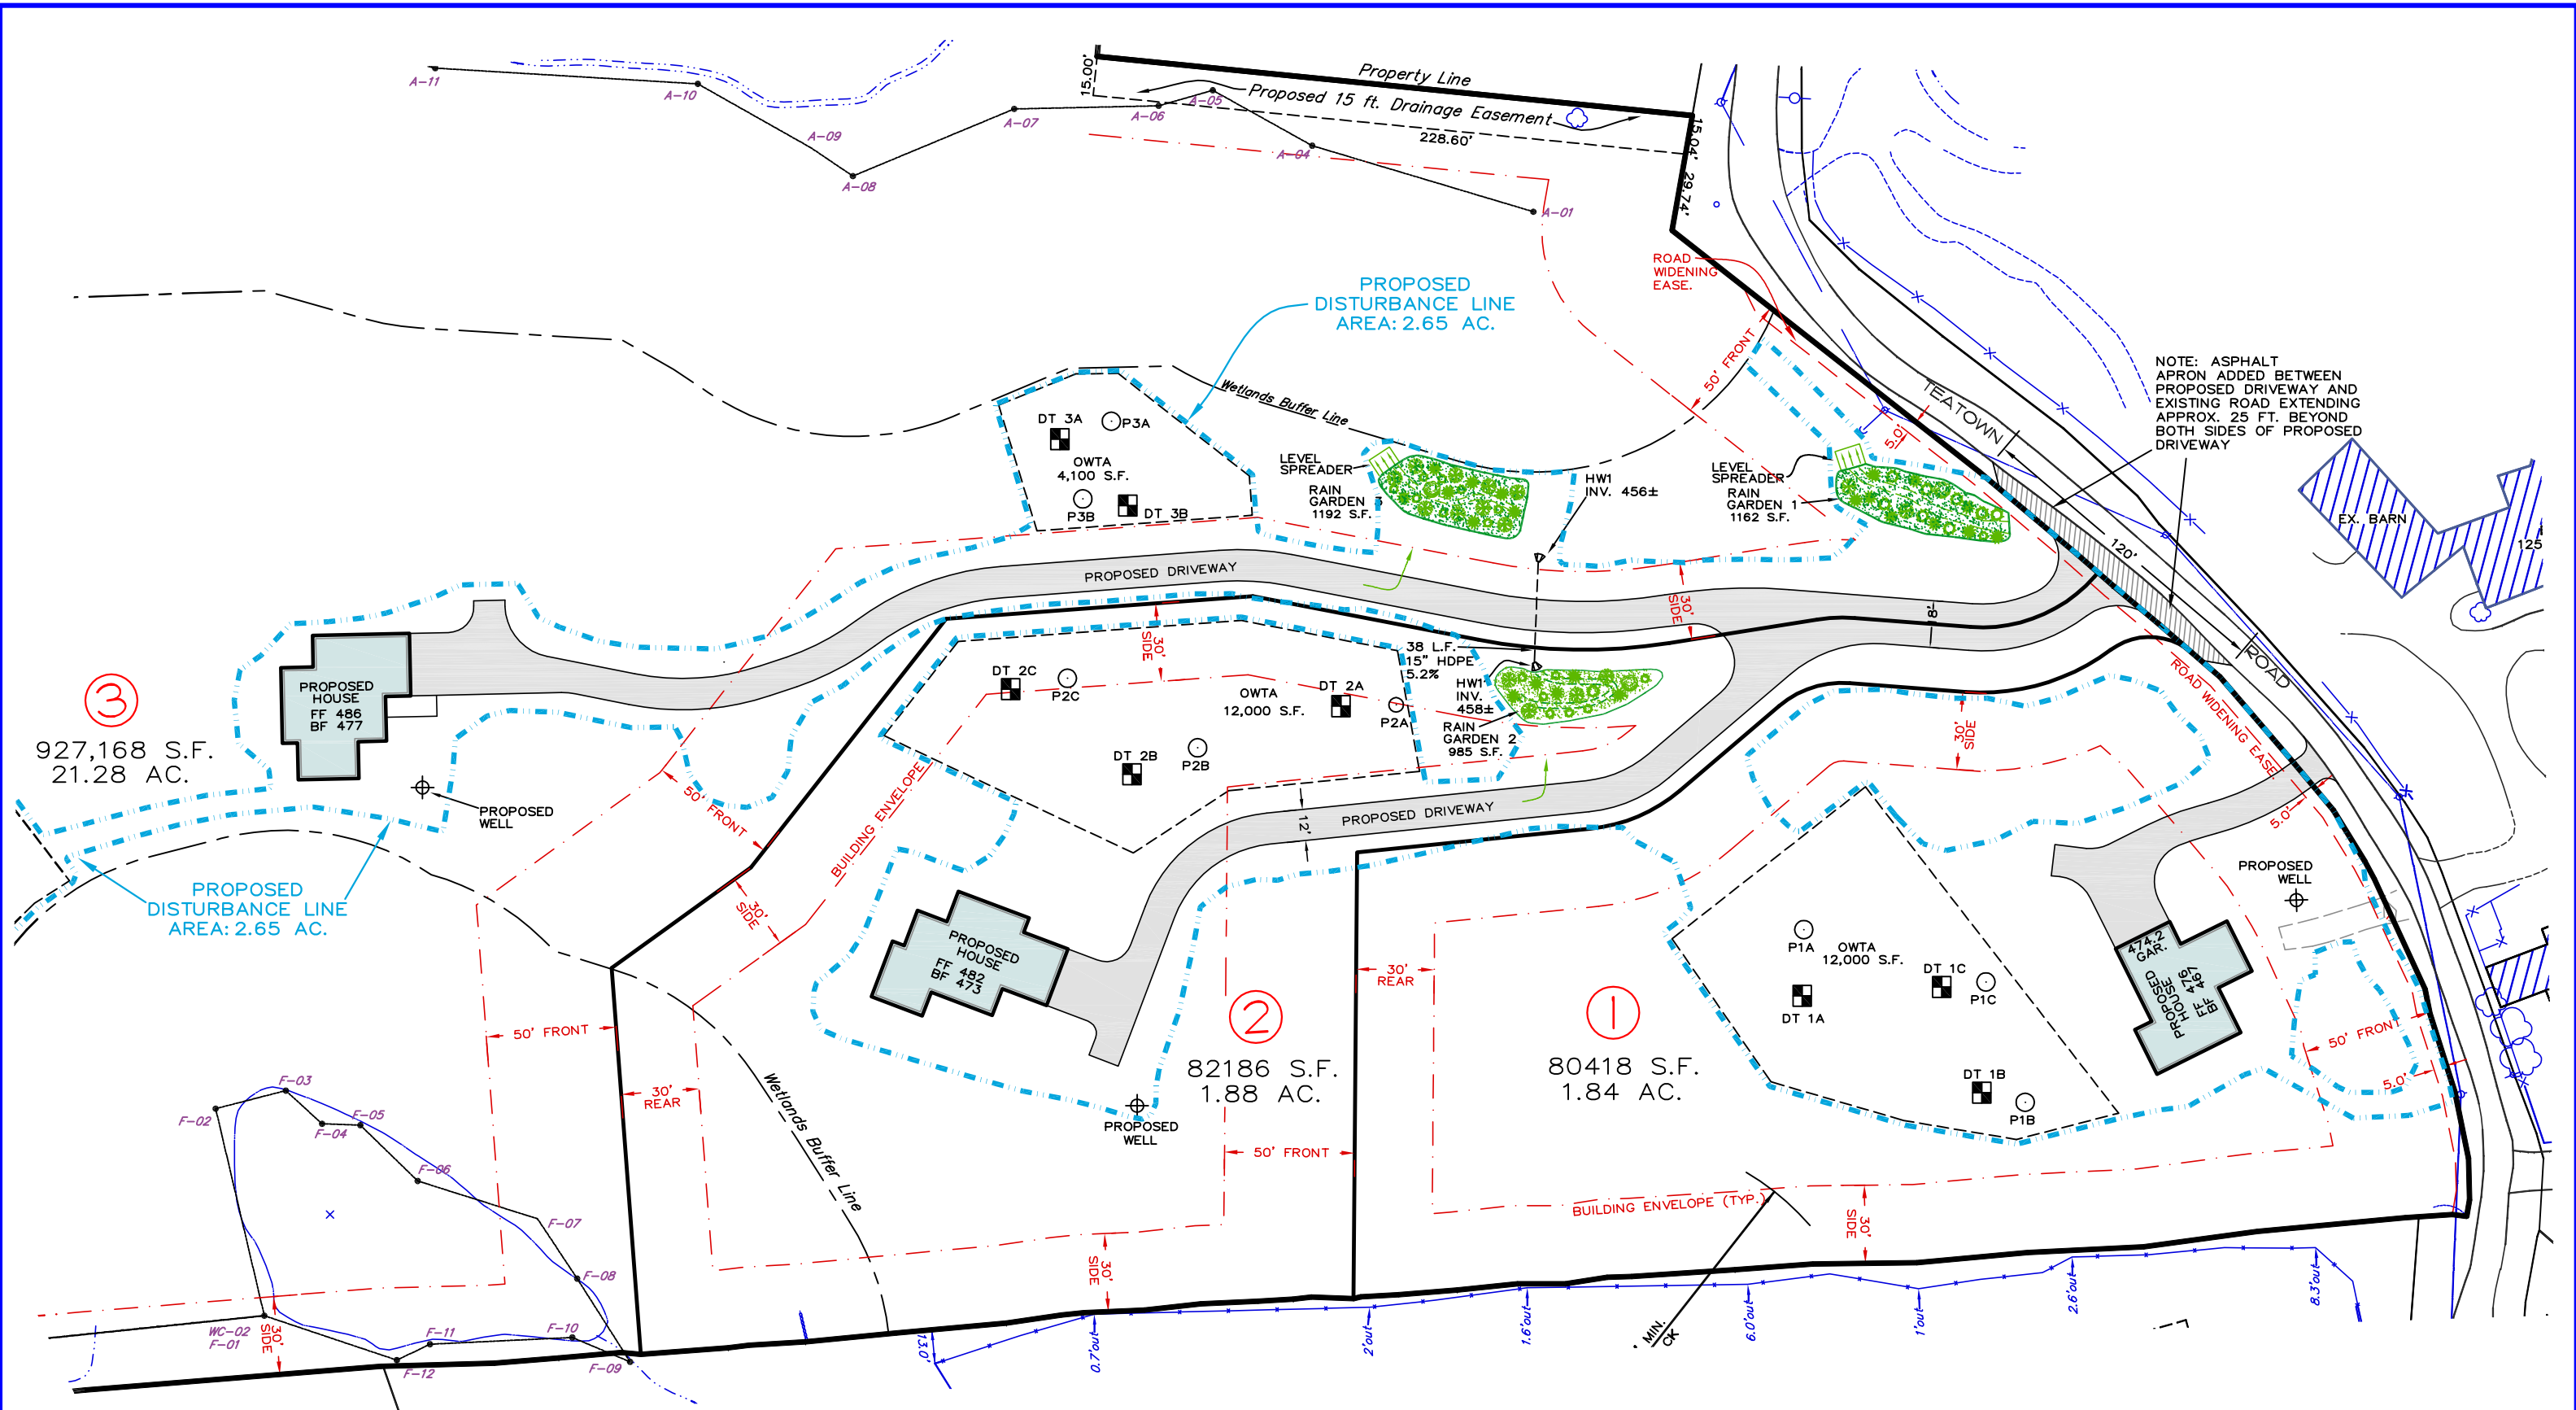 A-11
A-10
A-09
A-08
A-07
A-06
A-05
A-04
A-01
15.00'
Property Line
Proposed 15 ft. Drainage Easement
228.60'
15.04'
29.74'
ROAD
WIDENING
EASE.
PROPOSED
DISTURBANCE LINE
AREA: 2.65 AC.
50' FRONT
Wetlands Buffer Line
TEATOWN
ROAD
5.0'
120'
NOTE: ASPHALT
APRON ADDED BETWEEN
PROPOSED DRIVEWAY AND
EXISTING ROAD EXTENDING
APPROX. 25 FT. BEYOND
BOTH SIDES OF PROPOSED
DRIVEWAY
EX. BARN
125
DT 3A
P3A
OWTA
4,100 S.F.
P3B
DT 3B
LEVEL
SPREADER
RAIN
GARDEN 3
1192 S.F.
HW1
INV. 456±
LEVEL
SPREADER
RAIN
GARDEN 1
1162 S.F.
PROPOSED DRIVEWAY
30'
SIDE
30'
SIDE
18'
38 L.F.
15" HDPE
5.2%
HW1
INV.
458±
RAIN
GARDEN 2
985 S.F.
DT 2C
P2C
OWTA
12,000 S.F.
DT 2A
P2A
DT 2B
P2B
PROPOSED
HOUSE
FF 486
BF 477
3
927,168 S.F.
21.28 AC.
PROPOSED
WELL
50' FRONT
BUILDING ENVELOPE
12'
PROPOSED DRIVEWAY
30'
SIDE
ROAD WIDENING EASE.
5.0'
PROPOSED
DISTURBANCE LINE
AREA: 2.65 AC.
30'
SIDE
PROPOSED
HOUSE
FF 482
BF 473
PROPOSED
WELL
P1A
OWTA
12,000 S.F.
DT 1C
P1C
DT 1A
DT 1B
P1B
474.2
GAR.
PROPOSED
HOUSE
FF 476
BF 467
30'
REAR
2
82186 S.F.
1.88 AC.
1
80418 S.F.
1.84 AC.
50' FRONT
50' FRONT
5.0'
30'
REAR
PROPOSED
WELL
50' FRONT
Wetlands Buffer Line
F-03
F-02
F-05
F-04
F-06
F-07
F-08
F-10
F-11
F-09
F-12
WC-02
F-01
30'
SIDE
30'
SIDE
BUILDING ENVELOPE (TYP.)
30'
SIDE
MIN.
13.0'
0.7'out
2'out
1.6'out
6.0'out
1'out
2.6'out
8.3'out